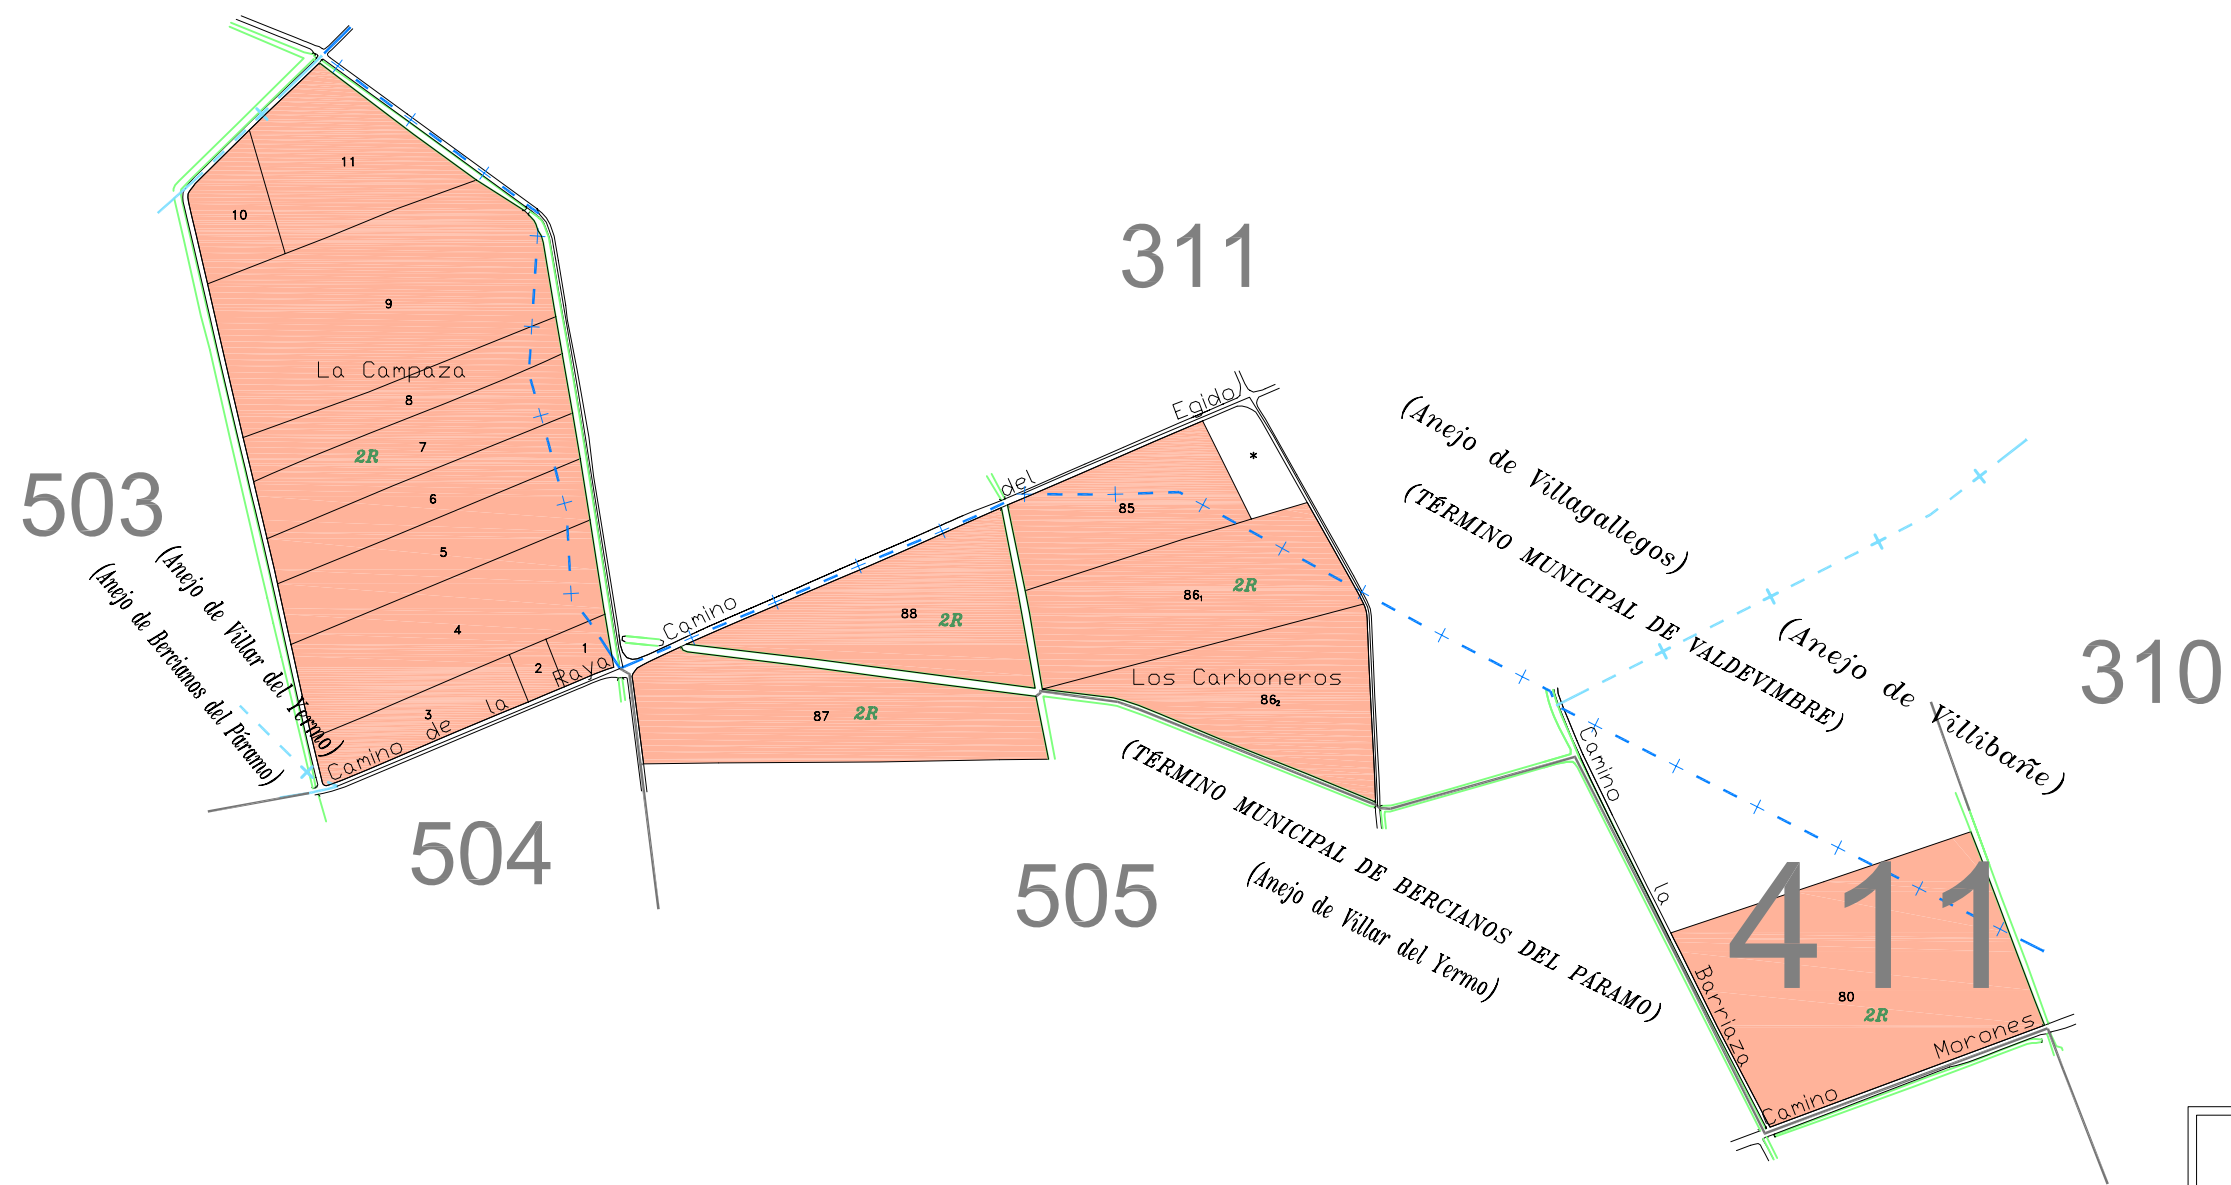 11
10
311
9
La Campaza
8
Egido
(Anejo de Villagallegos)
*
7
2R
503
6
del
85
(TÉRMINO MUNICIPAL DE VALDEVIMBRE)
5
(Anejo de Villar del Yermo)
(Anejo de Bercianos del Páramo)
86₁
2R
Camino
88
2R
4
1
2
(Anejo de Villibañe)
310
Los Carboneros
86₂
3
Camino de la Raya
87
2R
(TÉRMINO MUNICIPAL DE BERCIANOS DEL PÁRAMO)
(Anejo de Villar del Yermo)
504
505
Camino la Barriaza
411
80
2R
Camino Morones